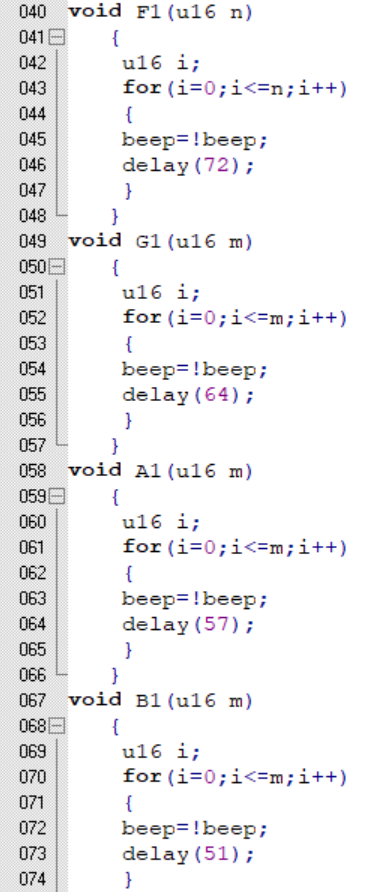 040 void F1(u16 n)
041 {
042 u16 i;
043 for(i=0;i<=n;i++)
044 {
045 beep=!beep;
046 delay(72);
047 }
048 }
049 void G1(u16 m)
050 {
051 u16 i;
052 for(i=0;i<=m;i++)
053 {
054 beep=!beep;
055 delay(64);
056 }
057 }
058 void A1(u16 m)
059 {
060 u16 i;
061 for(i=0;i<=m;i++)
062 {
063 beep=!beep;
064 delay(57);
065 }
066 }
067 void B1(u16 m)
068 {
069 u16 i;
070 for(i=0;i<=m;i++)
071 {
072 beep=!beep;
073 delay(51);
074 }